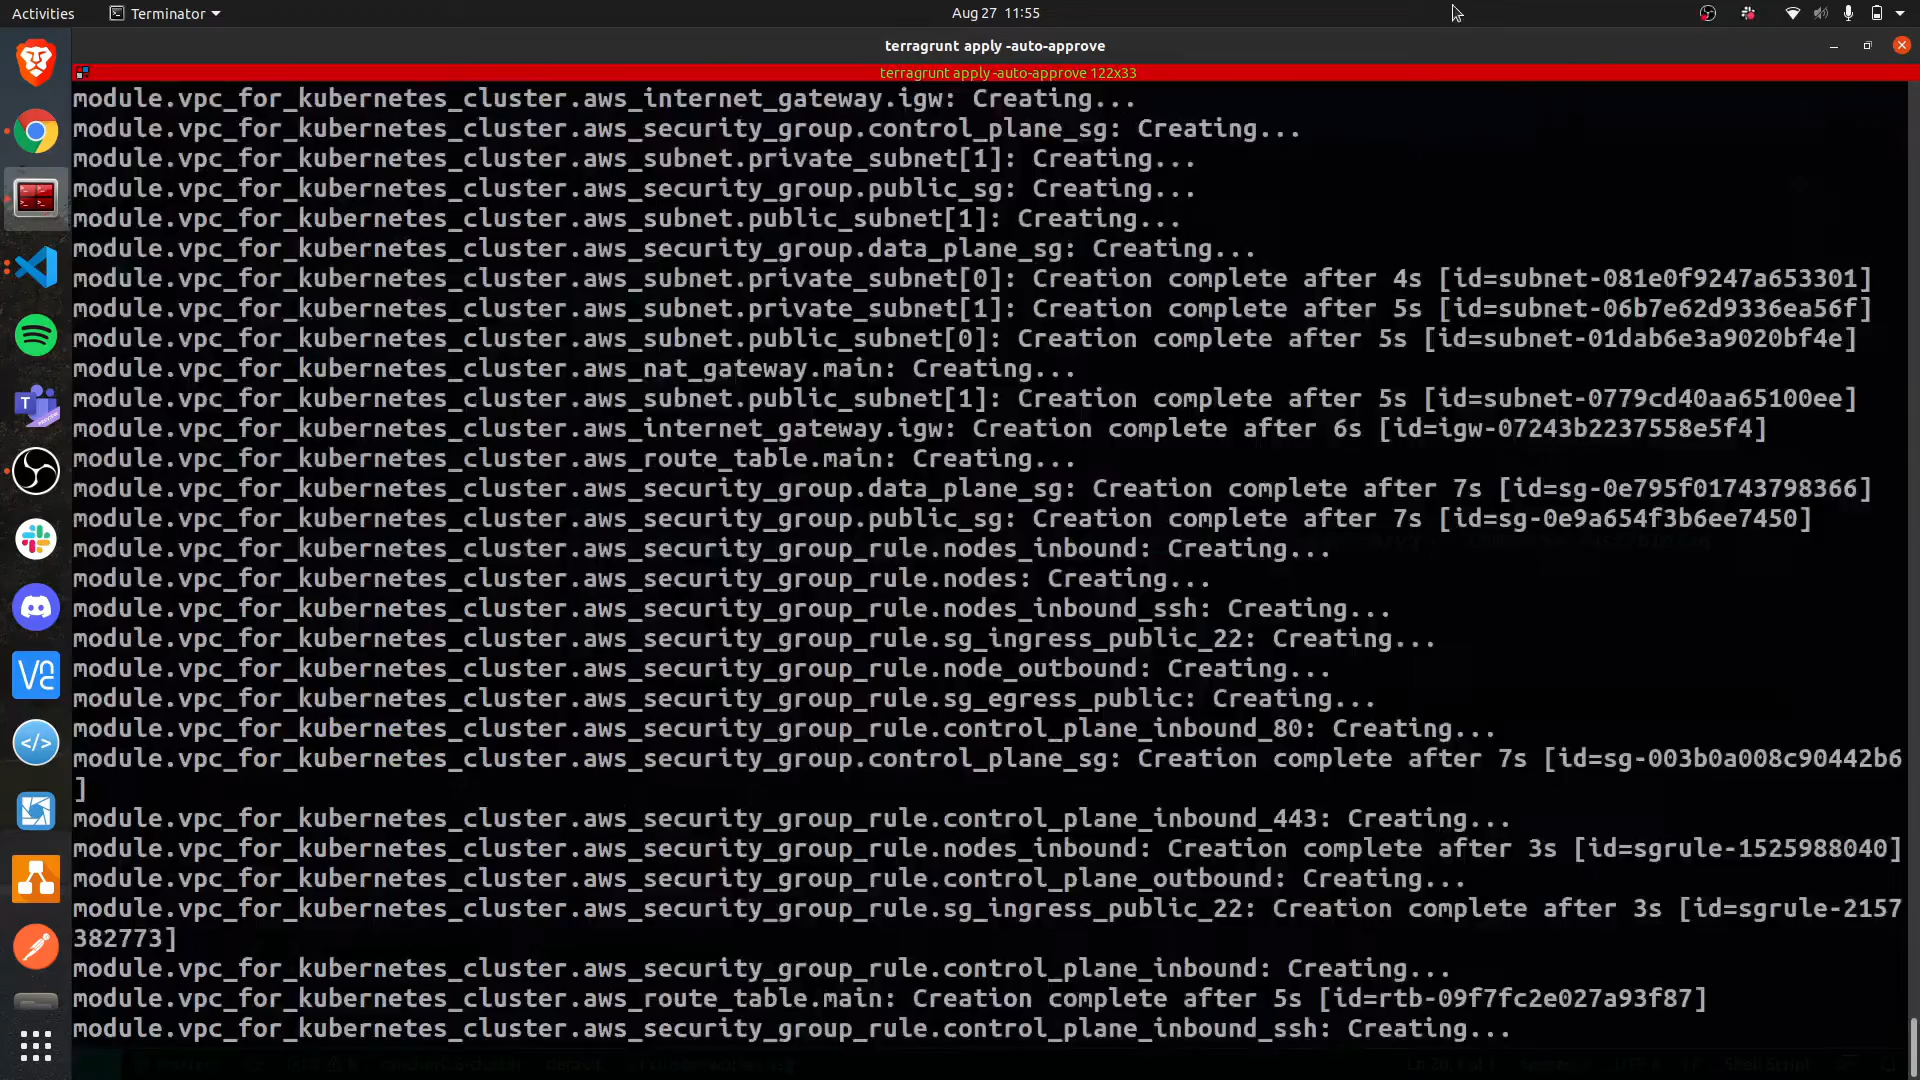 Activities
Terminator
Aug 27 11:55
terragrunt apply -auto-approve
terragrunt apply -auto-approve 122x33
module.vpc_for_kubernetes_cluster.aws_internet_gateway.igw: Creating...
module.vpc_for_kubernetes_cluster.aws_security_group.control_plane_sg: Creating...
module.vpc_for_kubernetes_cluster.aws_subnet.private_subnet[1]: Creating...
module.vpc_for_kubernetes_cluster.aws_security_group.public_sg: Creating...
module.vpc_for_kubernetes_cluster.aws_subnet.public_subnet[1]: Creating...
module.vpc_for_kubernetes_cluster.aws_security_group.data_plane_sg: Creating...
module.vpc_for_kubernetes_cluster.aws_subnet.private_subnet[0]: Creation complete after 4s [id=subnet-081e0f9247a653301]
module.vpc_for_kubernetes_cluster.aws_subnet.private_subnet[1]: Creation complete after 5s [id=subnet-06b7e62d9336ea56f]
module.vpc_for_kubernetes_cluster.aws_subnet.public_subnet[0]: Creation complete after 5s [id=subnet-01dab6e3a9020bf4e]
module.vpc_for_kubernetes_cluster.aws_nat_gateway.main: Creating...
module.vpc_for_kubernetes_cluster.aws_subnet.public_subnet[1]: Creation complete after 5s [id=subnet-0779cd40aa65100ee]
module.vpc_for_kubernetes_cluster.aws_internet_gateway.igw: Creation complete after 6s [id=igw-07243b2237558e5f4]
module.vpc_for_kubernetes_cluster.aws_route_table.main: Creating...
module.vpc_for_kubernetes_cluster.aws_security_group.data_plane_sg: Creation complete after 7s [id=sg-0e795f01743798366]
module.vpc_for_kubernetes_cluster.aws_security_group.public_sg: Creation complete after 7s [id=sg-0e9a654f3b6ee7450]
module.vpc_for_kubernetes_cluster.aws_security_group_rule.nodes_inbound: Creating...
module.vpc_for_kubernetes_cluster.aws_security_group_rule.nodes: Creating...
module.vpc_for_kubernetes_cluster.aws_security_group_rule.nodes_inbound_ssh: Creating...
module.vpc_for_kubernetes_cluster.aws_security_group_rule.sg_ingress_public_22: Creating...
module.vpc_for_kubernetes_cluster.aws_security_group_rule.node_outbound: Creating...
module.vpc_for_kubernetes_cluster.aws_security_group_rule.sg_egress_public: Creating...
module.vpc_for_kubernetes_cluster.aws_security_group_rule.control_plane_inbound_80: Creating...
module.vpc_for_kubernetes_cluster.aws_security_group.control_plane_sg: Creation complete after 7s [id=sg-003b0a008c90442b6
]
module.vpc_for_kubernetes_cluster.aws_security_group_rule.control_plane_inbound_443: Creating...
module.vpc_for_kubernetes_cluster.aws_security_group_rule.nodes_inbound: Creation complete after 3s [id=sgrule-1525988040]
module.vpc_for_kubernetes_cluster.aws_security_group_rule.control_plane_outbound: Creating...
module.vpc_for_kubernetes_cluster.aws_security_group_rule.sg_ingress_public_22: Creation complete after 3s [id=sgrule-2157
382773]
module.vpc_for_kubernetes_cluster.aws_security_group_rule.control_plane_inbound: Creating...
module.vpc_for_kubernetes_cluster.aws_route_table.main: Creation complete after 5s [id=rtb-09f7fc2e027a93f87]
module.vpc_for_kubernetes_cluster.aws_security_group_rule.control_plane_inbound_ssh: Creating...